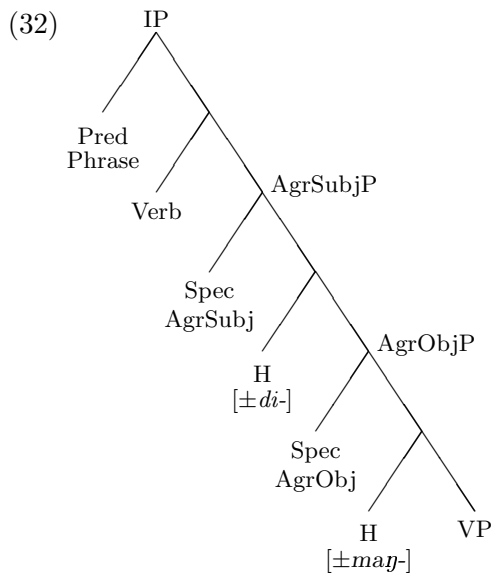 (32)
IP
Pred
Phrase
Verb
AgrSubjP
Spec
AgrSubj
H
[±di-]
AgrObjP
Spec
AgrObj
H
[±maŋ-]
VP